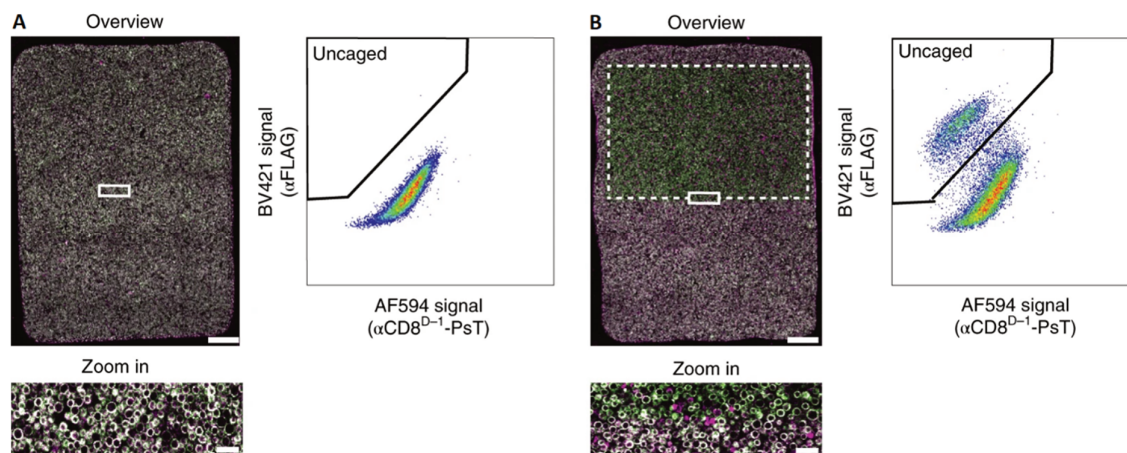 A
Overview
Uncaged
BV421 signal
(αFLAG)
AF594 signal
(αCD8ᴰ⁻¹-PsT)
Zoom in
B
Overview
Uncaged
BV421 signal
(αFLAG)
AF594 signal
(αCD8ᴰ⁻¹-PsT)
Zoom in